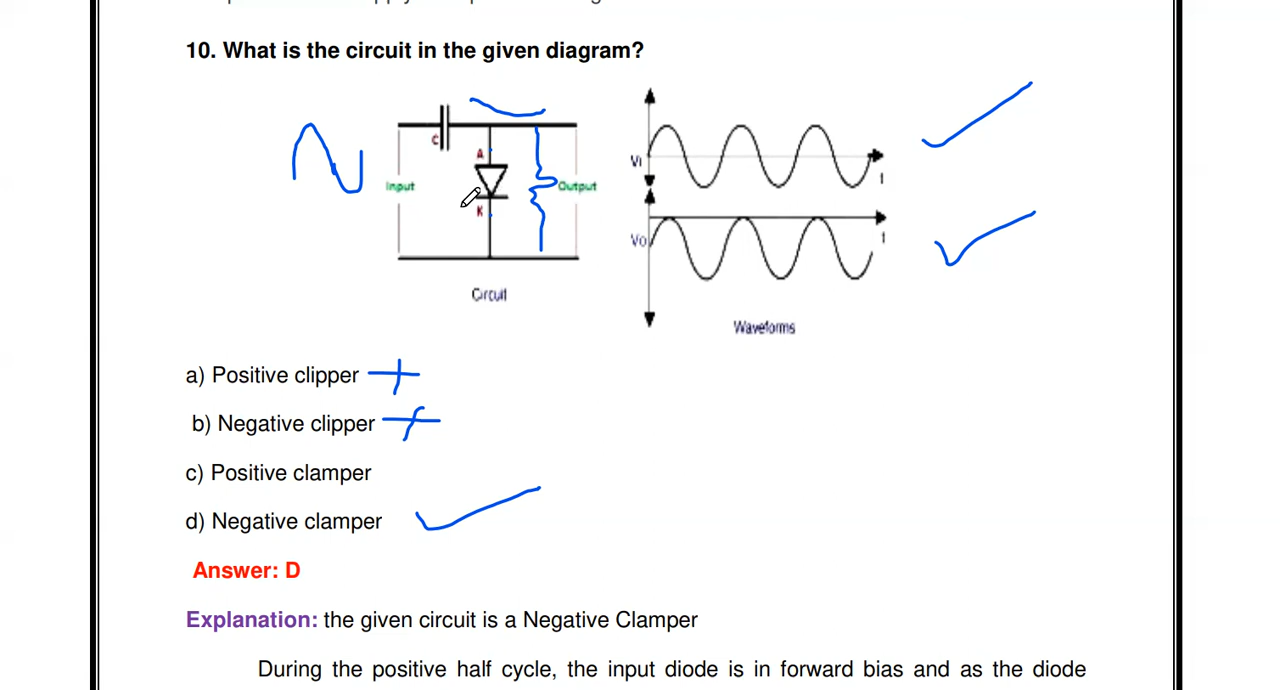 10. What is the circuit in the given diagram?
C
A
Vi
Input
Output
t
K
Vo
t
Circuit
Waveforms
a) Positive clipper
b) Negative clipper
c) Positive clamper
d) Negative clamper
Answer: D
Explanation: the given circuit is a Negative Clamper
During the positive half cycle, the input diode is in forward bias and as the diode